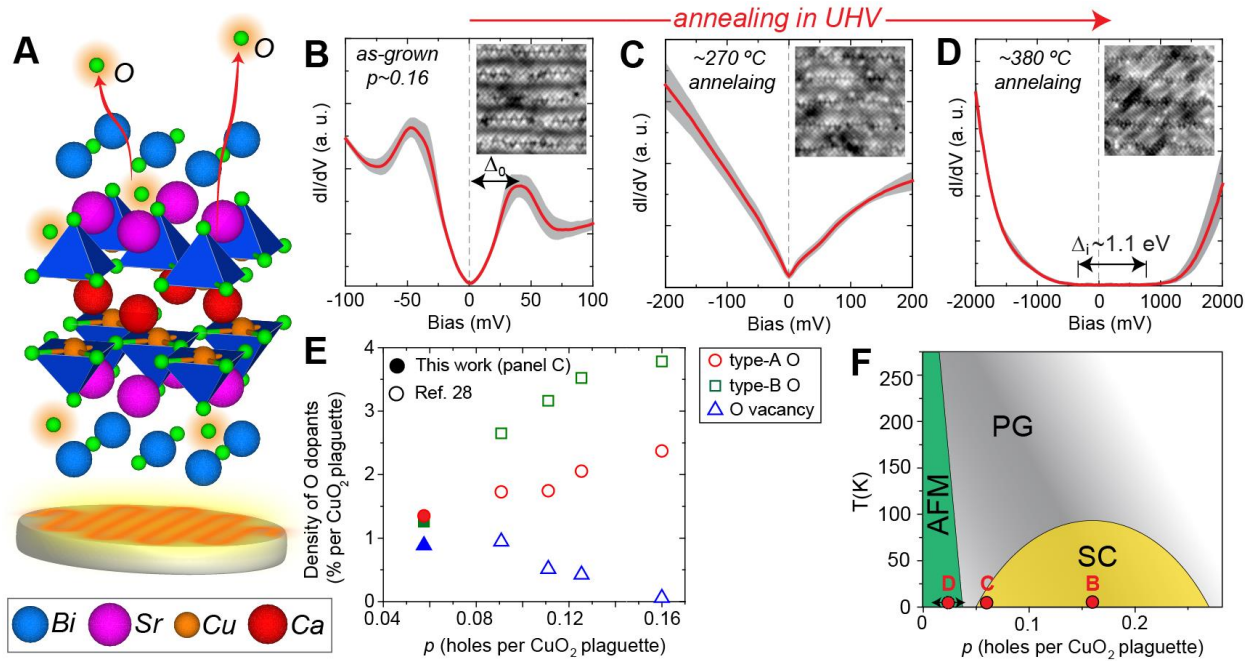 annealing in UHV
A
O
O
Bi
Sr
Cu
Ca
B
as-grown
p~0.16
Δ0
dI/dV (a. u.)
-100 -50 0 50 100
Bias (mV)
C
~270 ºC
annelaing
dI/dV (a. u.)
-200 -100 0 100 200
Bias (mV)
D
~380 ºC
annelaing
Δi~1.1 eV
dI/dV (a. u.)
-2000 -1000 0 1000 2000
Bias (mV)
E
Density of O dopants
(% per CuO2 plaguette)
4
3
2
1
0
This work (panel C)
Ref. 28
0.04 0.08 0.12 0.16
p (holes per CuO2 plaguette)
type-A O
type-B O
O vacancy
F
T(K)
250
200
150
100
50
0
AFM
PG
SC
D C B
0 0.1 0.2
p (holes per CuO2 plaguette)